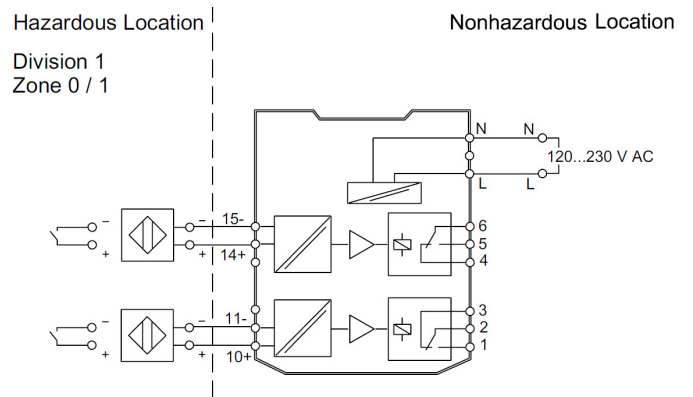 Hazardous Location
Nonhazardous Location
Division 1
Zone 0 / 1
N N
120...230 V AC
L L
– – 15-
+ + 14+
6
5
4
– – 11-
+ + 10+
3
2
1